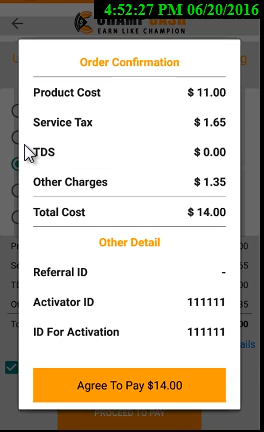 4:52:27 PM 06/20/2016
CHAMP CASH
EARN LIKE CHAMPION
Order Confirmation
Product Cost $ 11.00
Service Tax $ 1.65
TDS $ 0.00
Other Charges $ 1.35
Total Cost $ 14.00
Other Detail
Referral ID -
Activator ID 111111
ID For Activation 111111
Agree To Pay $14.00
PROCEED TO PAY